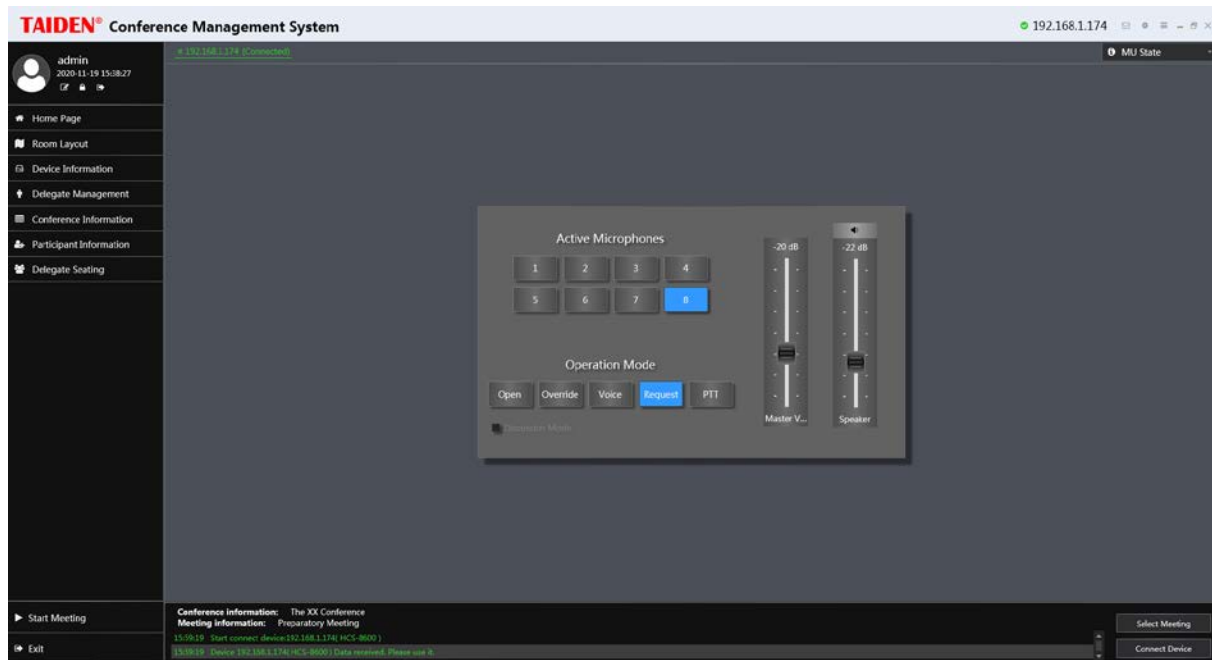 TAIDEN® Conference Management System
192.168.1.174
admin
2020-11-19 15:38:27
192.168.1.174 (Connected)
MU State
Home Page
Room Layout
Device Information
Delegate Management
Conference Information
Participant Information
Delegate Seating
Active Microphones
1 2 3 4
5 6 7 8
Operation Mode
Open Override Voice Request PTT
Discussion Mode
-20 dB
Master V...
-22 dB
Speaker
Start Meeting
Exit
Conference information: The XX Conference
Meeting information: Preparatory Meeting
15:59:19 Start connect device:192.168.1.174( HCS-8600 )
15:59:19 Device 192.168.1.174( HCS-8600 ) Data received. Please use it.
Select Meeting
Connect Device